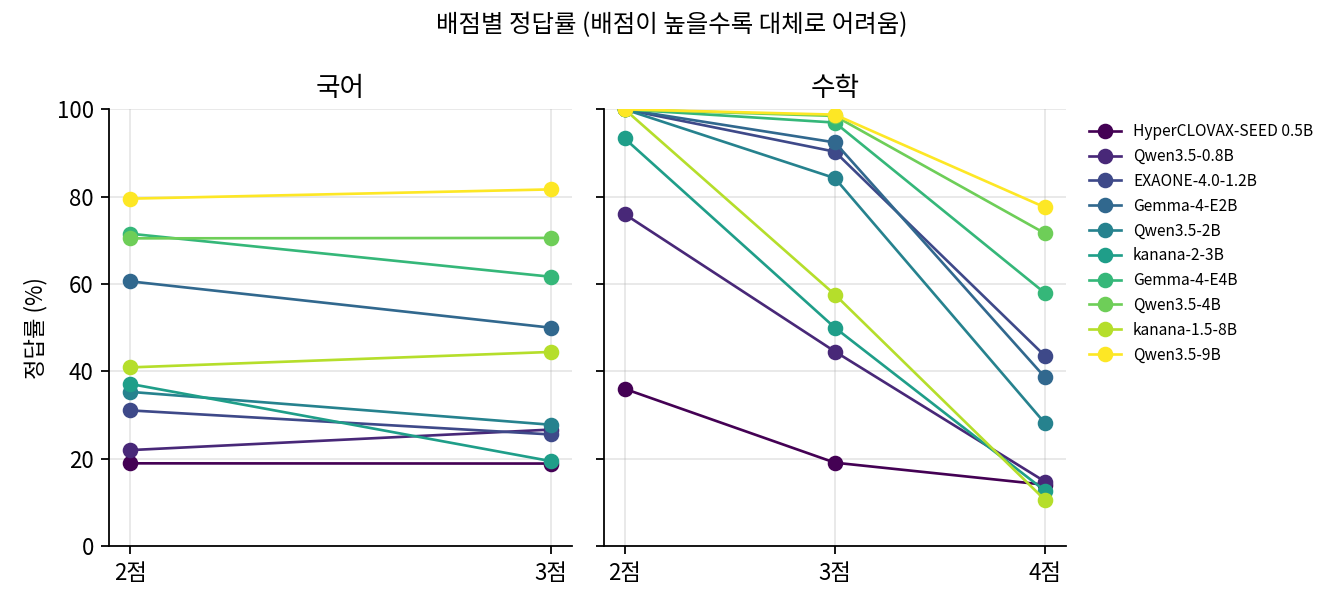 배점별 정답률 (배점이 높을수록 대체로 어려움)
국어
수학
정답률 (%)
100
80
60
40
20
0
2점
3점
2점
3점
4점
HyperCLOVAX-SEED 0.5B
Qwen3.5-0.8B
EXAONE-4.0-1.2B
Gemma-4-E2B
Qwen3.5-2B
kanana-2-3B
Gemma-4-E4B
Qwen3.5-4B
kanana-1.5-8B
Qwen3.5-9B